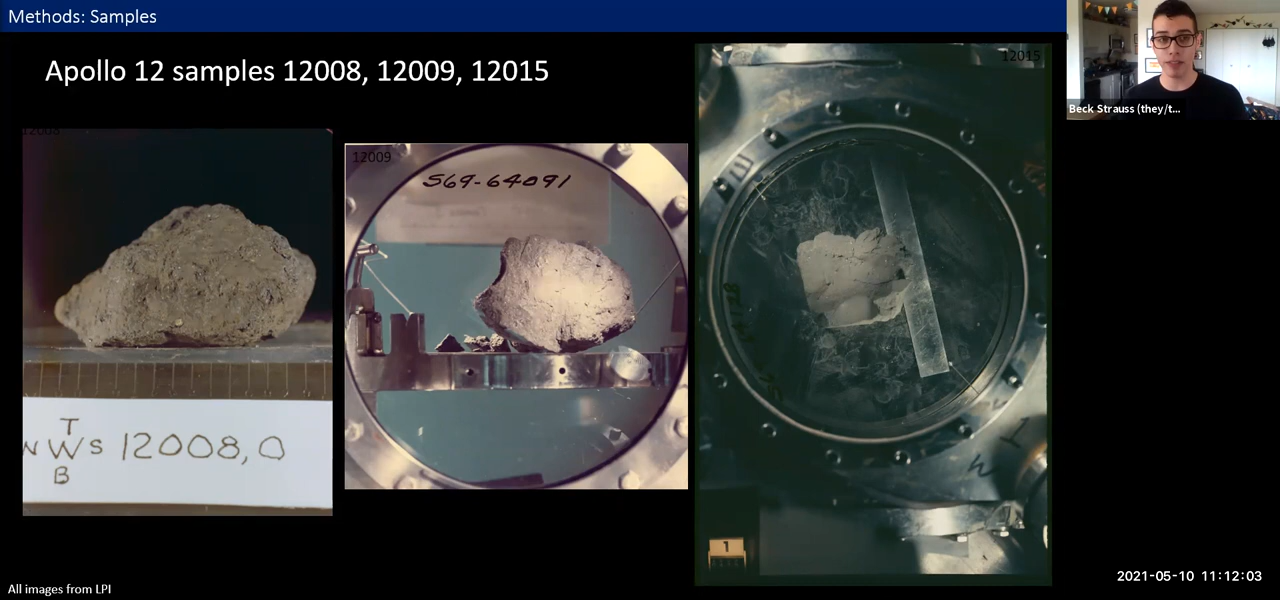 Methods: Samples
Apollo 12 samples 12008, 12009, 12015
12008
12009
12015
S69-64091
T
N W S 12008,0
B
1
Beck Strauss (they/t...
All images from LPI
2021-05-10 11:12:03